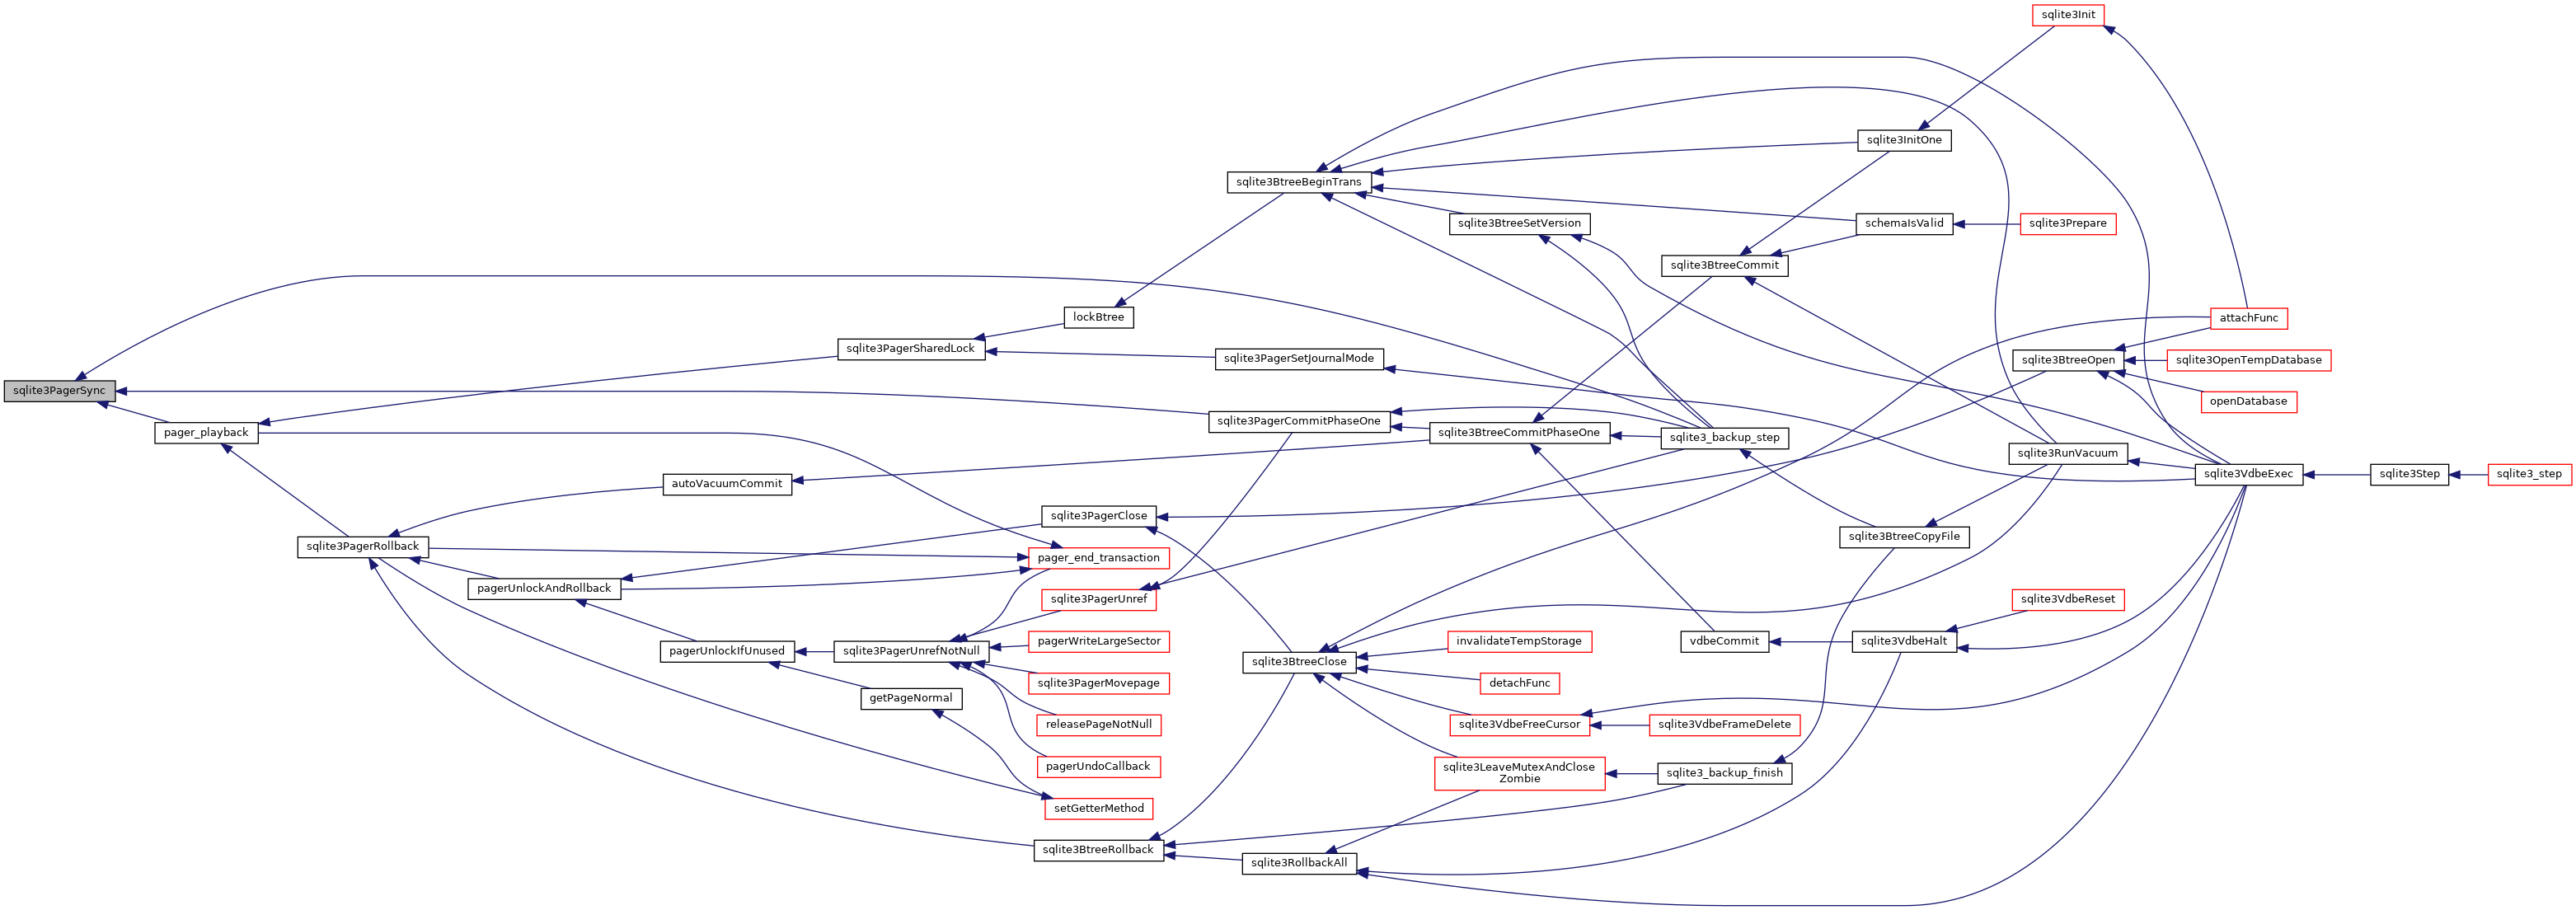 sqlite3PagerSync
pager_playback
sqlite3PagerRollback
autoVacuumCommit
pagerUnlockAndRollback
pagerUnlockIfUnused
sqlite3PagerSharedLock
sqlite3PagerUnrefNotNull
getPageNormal
lockBtree
sqlite3PagerClose
pager_end_transaction
sqlite3PagerUnref
pagerWriteLargeSector
sqlite3PagerMovepage
releasePageNotNull
pagerUndoCallback
setGetterMethod
sqlite3BtreeRollback
sqlite3BtreeBeginTrans
sqlite3PagerSetJournalMode
sqlite3PagerCommitPhaseOne
sqlite3BtreeClose
sqlite3RollbackAll
sqlite3BtreeSetVersion
sqlite3BtreeCommitPhaseOne
invalidateTempStorage
detachFunc
sqlite3VdbeFreeCursor
sqlite3LeaveMutexAndClose
Zombie
sqlite3BtreeCommit
sqlite3_backup_step
vdbeCommit
sqlite3VdbeFrameDelete
sqlite3_backup_finish
sqlite3InitOne
schemaIsValid
sqlite3BtreeCopyFile
sqlite3VdbeHalt
sqlite3Init
sqlite3Prepare
sqlite3BtreeOpen
sqlite3RunVacuum
sqlite3VdbeReset
attachFunc
sqlite3OpenTempDatabase
openDatabase
sqlite3VdbeExec
sqlite3Step
sqlite3_step